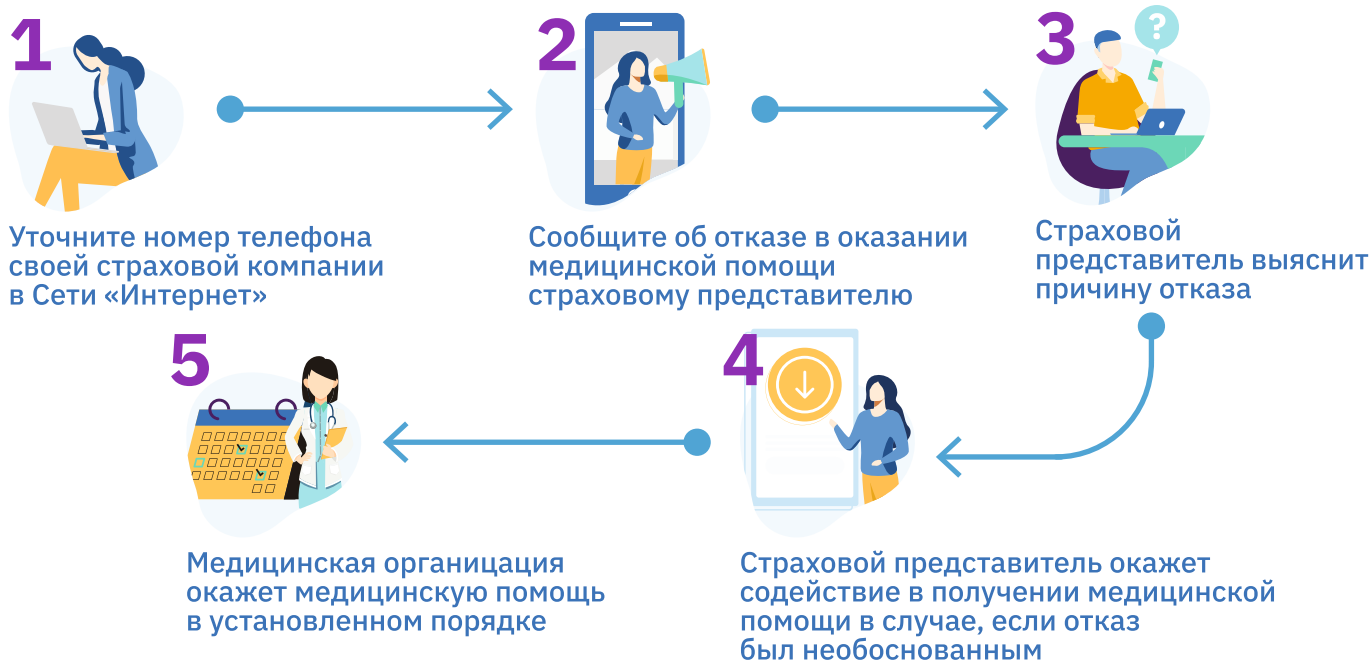 1
Уточните номер телефона
своей страховой компании
в Сети «Интернет»
2
Сообщите об отказе в оказании
медицинской помощи
страховому представителю
3
?
Страховой
представитель выяснит
причину отказа
4
Страховой представитель окажет
содействие в получении медицинской
помощи в случае, если отказ
был необоснованным
5
Медицинская органицация
окажет медицинскую помощь
в установленном порядке